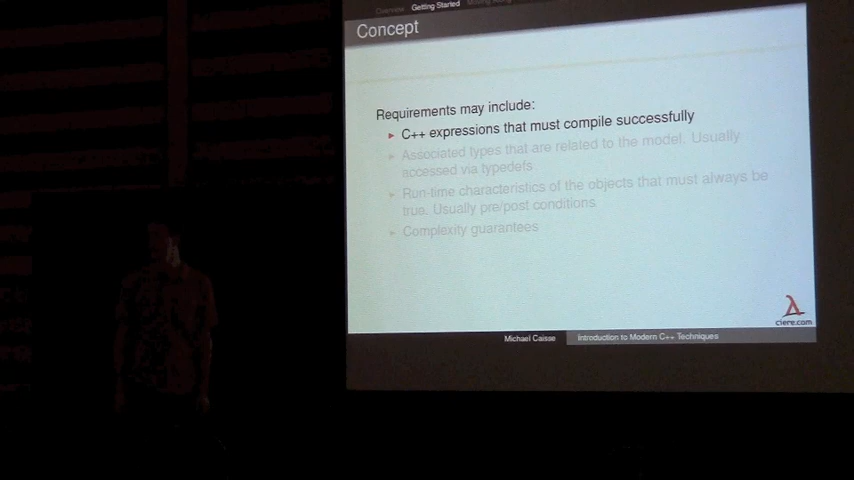 Overview Getting Started
Concept
Requirements may include:
C++ expressions that must compile successfully
Associated types that are related to the model. Usually
accessed via typedefs
Run-time characteristics of the objects that must always be
true. Usually pre/post conditions
Complexity guarantees
ciere.com
Michael Caisse Introduction to Modern C++ Techniques